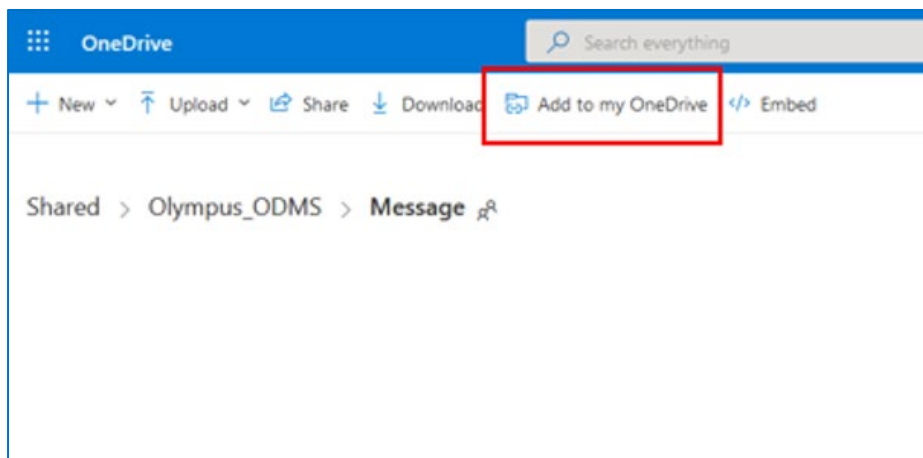 OneDrive
Search everything
New Upload Share Download Add to my OneDrive </> Embed
Shared > Olympus_ODMS > Message